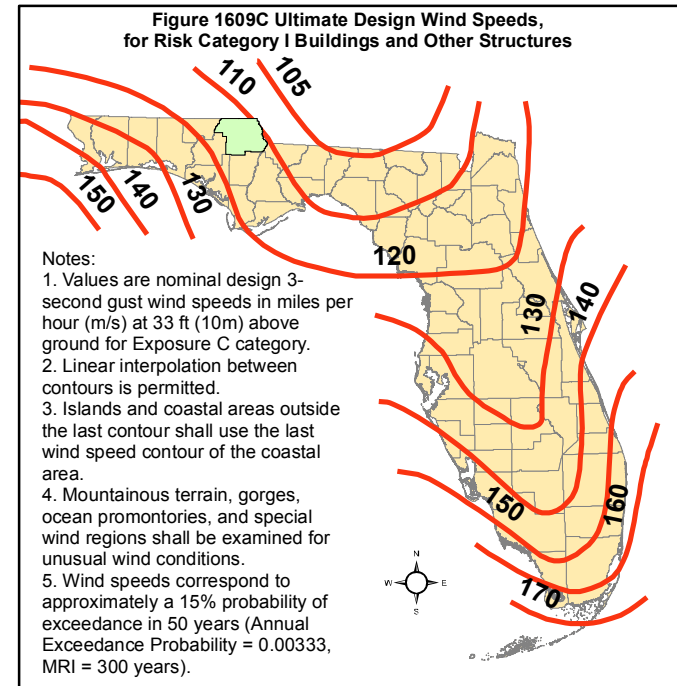 Figure 1609C Ultimate Design Wind Speeds,
for Risk Category I Buildings and Other Structures
105
110
150
140
130
120
130
140
150
160
170
Notes:
1. Values are nominal design 3-
second gust wind speeds in miles per
hour (m/s) at 33 ft (10m) above
ground for Exposure C category.
2. Linear interpolation between
contours is permitted.
3. Islands and coastal areas outside
the last contour shall use the last
wind speed contour of the coastal
area.
4. Mountainous terrain, gorges,
ocean promontories, and special
wind regions shall be examined for
unusual wind conditions.
5. Wind speeds correspond to
approximately a 15% probability of
exceedance in 50 years (Annual
Exceedance Probability = 0.00333,
MRI = 300 years).
N
W E
S